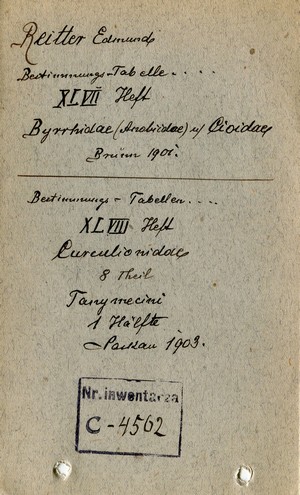 Reitter Edmund
Bestimmungs-Tabelle....
XLVII Heft
Byrrhidae (Anobiidae) u/ Cioidae
Brünn 1901.
Bestimmungs-Tabellen....
XLVIII Heft
Curculionidae
8 Theil
Tanymecini
1 Hälfte
Paskau 1903.
Nr. inwentarza
C-4562